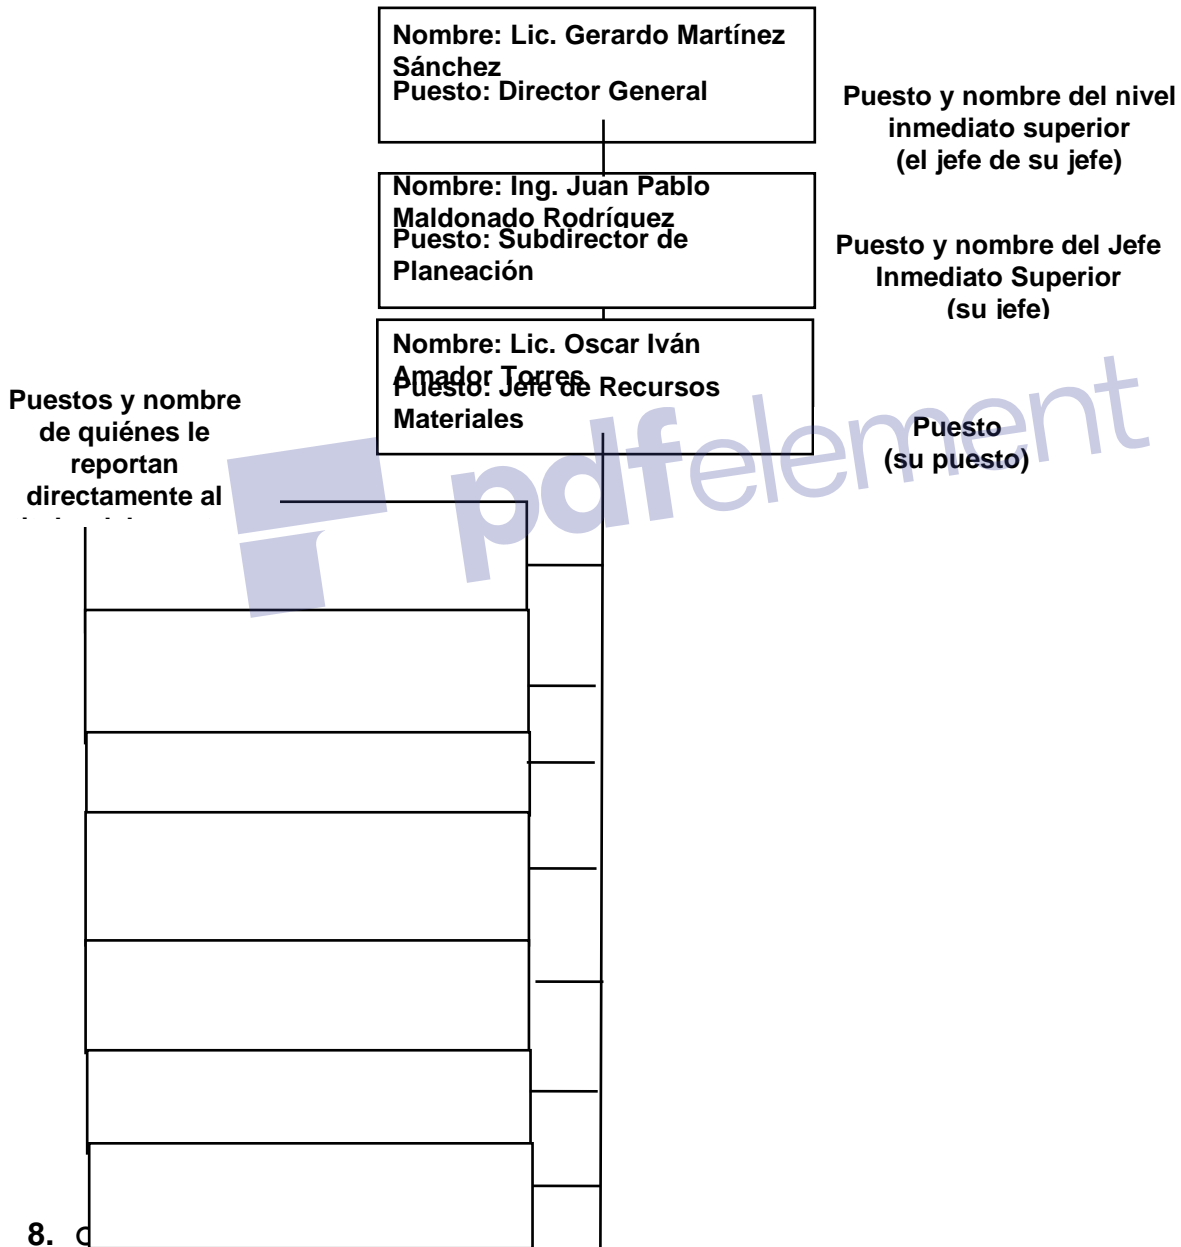 Nombre: Lic. Gerardo Martínez
Sánchez
Puesto: Director General
Puesto y nombre del nivel
inmediato superior
(el jefe de su jefe)
Nombre: Ing. Juan Pablo
Maldonado Rodríguez
Puesto: Subdirector de
Planeación
Puesto y nombre del Jefe
Inmediato Superior
(su jefe)
Nombre: Lic. Oscar Iván
Amador Torres
Puesto: Jefe de Recursos
Materiales
Puesto
(su puesto)
Puestos y nombre
de quiénes le
reportan
directamente al
pdfelement
8.